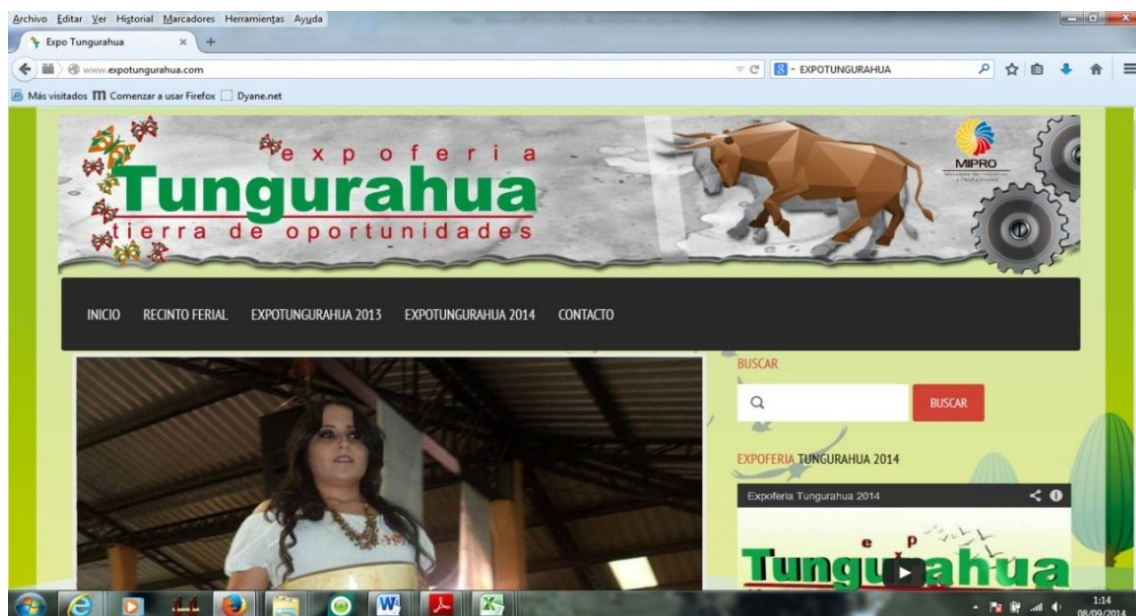 Archivo Editar Ver Historial Marcadores Herramientas Ayuda
Expo Tungurahua
www.expotungurahua.com
EXPOTUNGURAHUA
Más visitados Comenzar a usar Firefox Dyane.net
expoferia
Tungurahua
tierra de oportunidades
MIPRO
INICIO RECINTO FERIAL EXPOTUNGURAHUA 2013 EXPOTUNGURAHUA 2014 CONTACTO
BUSCAR
BUSCAR
EXPOFERIA TUNGURAHUA 2014
Expoferia Tungurahua 2014
exp
Tungurahua
1:14
08/09/2014